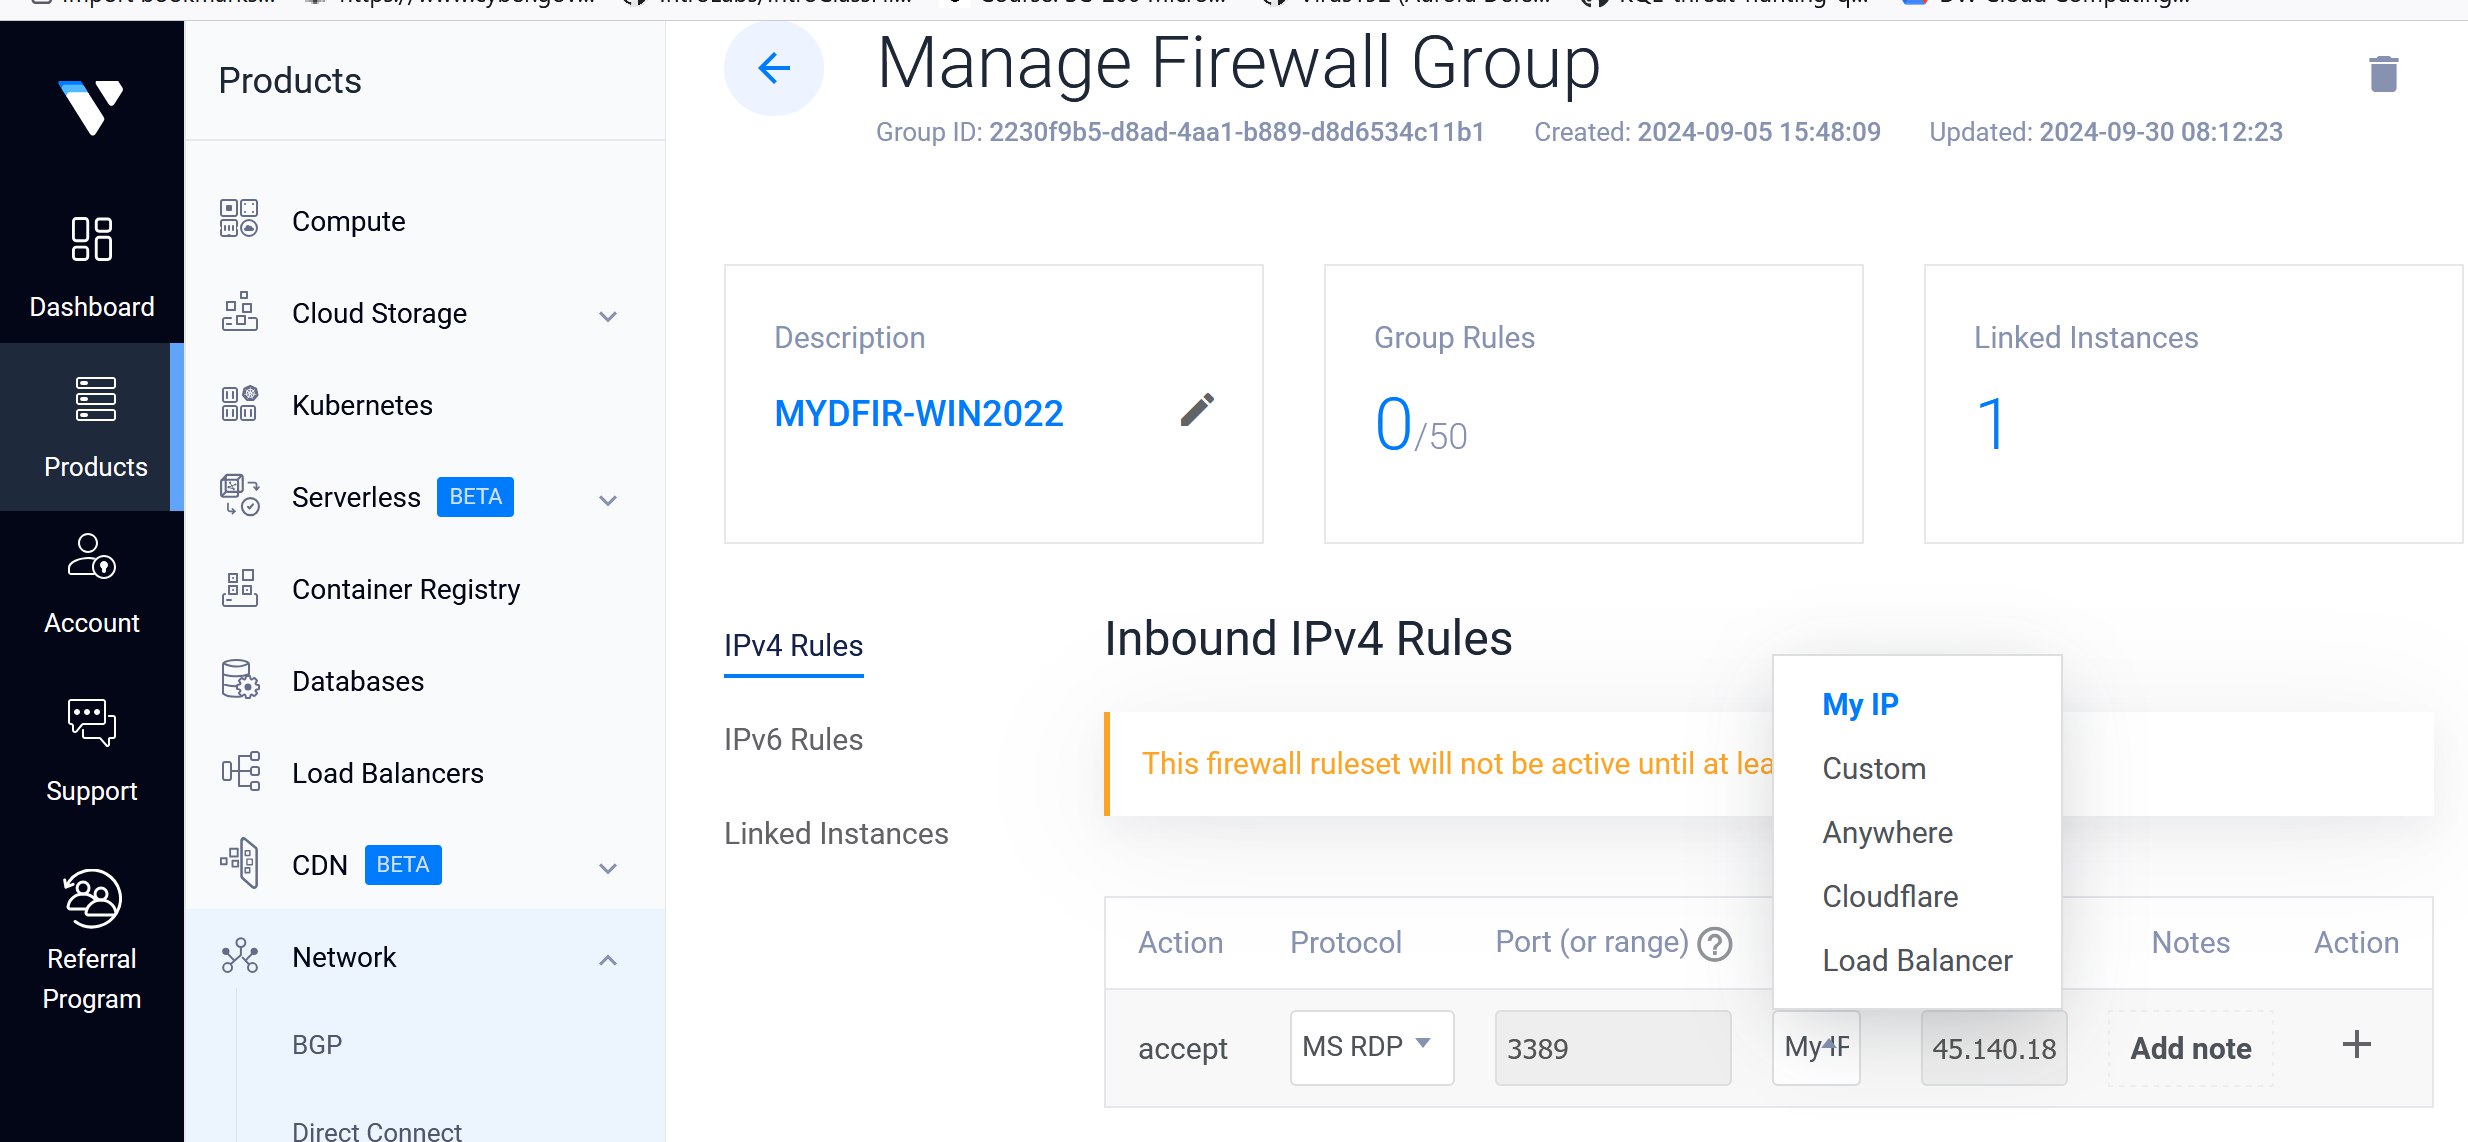 Manage Firewall Group
Group ID: 2230f9b5-d8ad-4aa1-b889-d8d6534c11b1 Created: 2024-09-05 15:48:09 Updated: 2024-09-30 08:12:23
Products
Dashboard
Products
Account
Support
Referral
Program
Compute
Cloud Storage
Kubernetes
Serverless BETA
Container Registry
Databases
Load Balancers
CDN BETA
Network
BGP
Direct Connect
Description
MYDFIR-WIN2022
Group Rules
0/50
Linked Instances
1
IPv4 Rules
IPv6 Rules
Linked Instances
Inbound IPv4 Rules
This firewall ruleset will not be active until at lea
My IP
Custom
Anywhere
Cloudflare
Load Balancer
Action Protocol Port (or range) Notes Action
accept MS RDP 3389 My IP 45.140.18 Add note